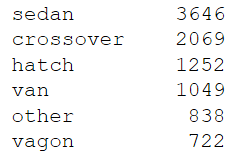 sedan 3646
crossover 2069
hatch 1252
van 1049
other 838
vagon 722